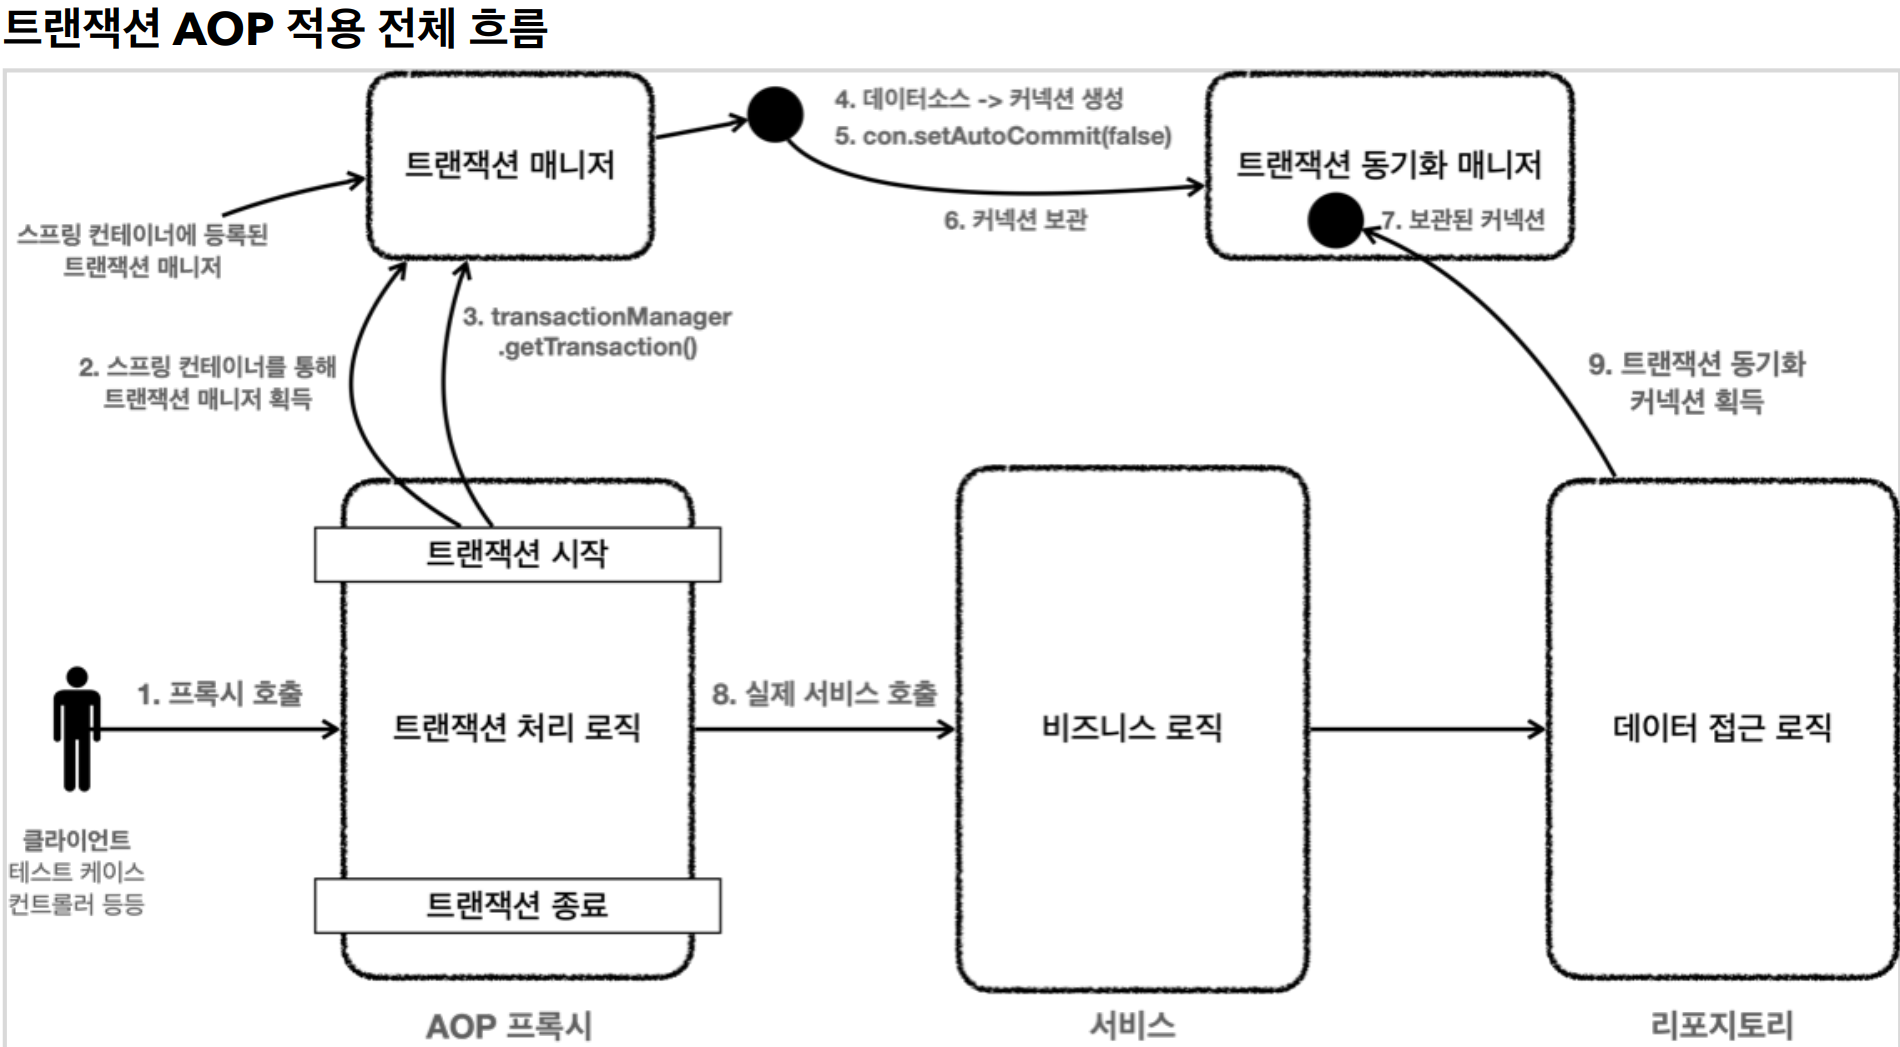 트랜잭션 AOP 적용 전체 흐름
트랜잭션 매니저
4. 데이터소스 -> 커넥션 생성
5. con.setAutoCommit(false)
트랜잭션 동기화 매니저
6. 커넥션 보관
7. 보관된 커넥션
스프링 컨테이너에 등록된
트랜잭션 매니저
3. transactionManager
.getTransaction()
2. 스프링 컨테이너를 통해
트랜잭션 매니저 획득
9. 트랜잭션 동기화
커넥션 획득
트랜잭션 시작
1. 프록시 호출
트랜잭션 처리 로직
8. 실제 서비스 호출
비즈니스 로직
데이터 접근 로직
클라이언트
테스트 케이스
컨트롤러 등등
트랜잭션 종료
AOP 프록시
서비스
리포지토리